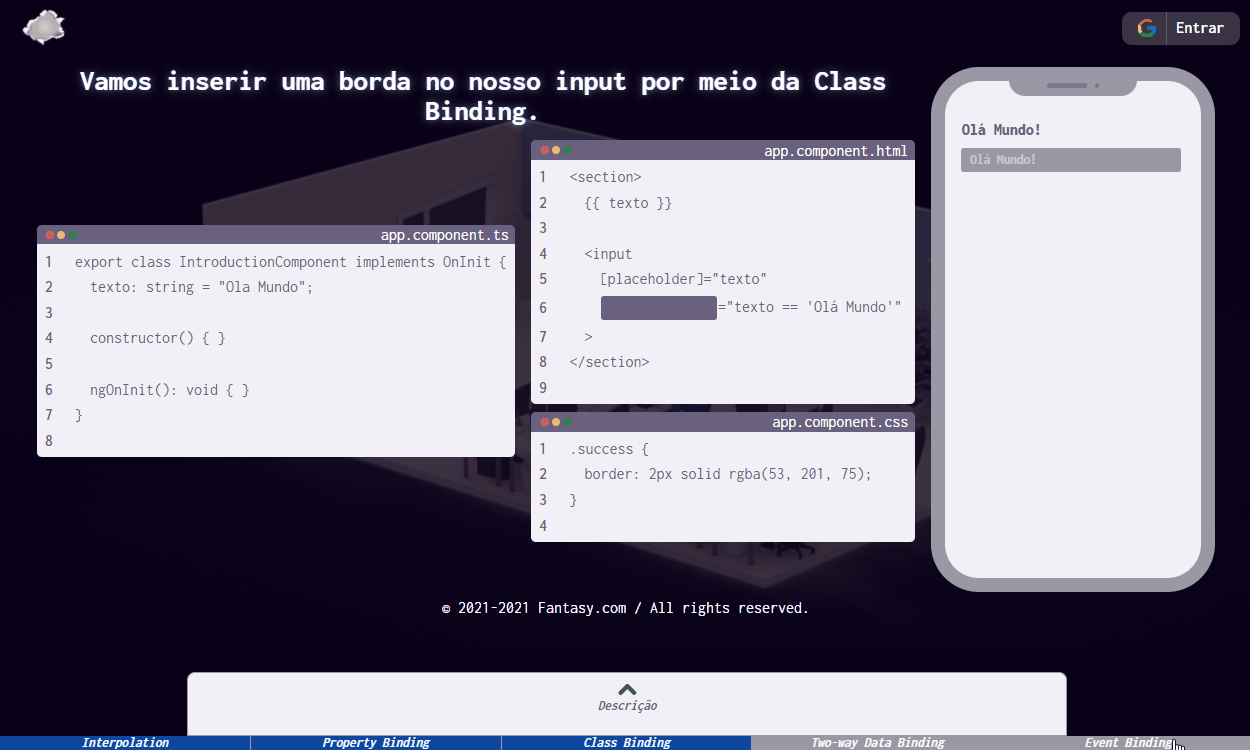 Entrar
Vamos inserir uma borda no nosso input por meio da Class
Binding.
app.component.ts
1 export class IntroductionComponent implements OnInit {
2 texto: string = "Ola Mundo";
3
4 constructor() { }
5
6 ngOnInit(): void { }
7 }
8
app.component.html
1 <section>
2 {{ texto }}
3
4 <input
5 [placeholder]="texto"
6 ="texto == 'Olá Mundo'"
7 >
8 </section>
9
app.component.css
1 .success {
2 border: 2px solid rgba(53, 201, 75);
3 }
4
Olá Mundo!
Olá Mundo!
© 2021-2021 Fantasy.com / All rights reserved.
Descrição
Interpolation
Property Binding
Class Binding
Two-way Data Binding
Event Binding